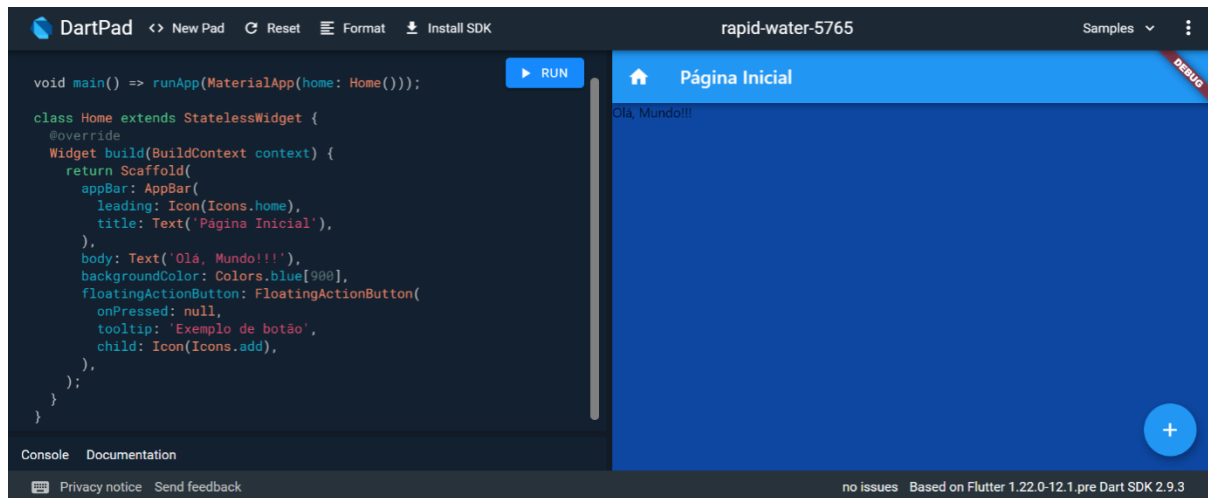 DartPad <> New Pad Reset Format Install SDK rapid-water-5765 Samples
void main() => runApp(MaterialApp(home: Home()));
RUN
class Home extends StatelessWidget {
@override
Widget build(BuildContext context) {
return Scaffold(
appBar: AppBar(
leading: Icon(Icons.home),
title: Text('Página Inicial'),
),
body: Text('Olá, Mundo!!!'),
backgroundColor: Colors.blue[900],
floatingActionButton: FloatingActionButton(
onPressed: null,
tooltip: 'Exemplo de botão',
child: Icon(Icons.add),
),
);
}
}
Página Inicial
DEBUG
Olá, Mundo!!!
+
Console Documentation
Privacy notice Send feedback no issues Based on Flutter 1.22.0-12.1.pre Dart SDK 2.9.3